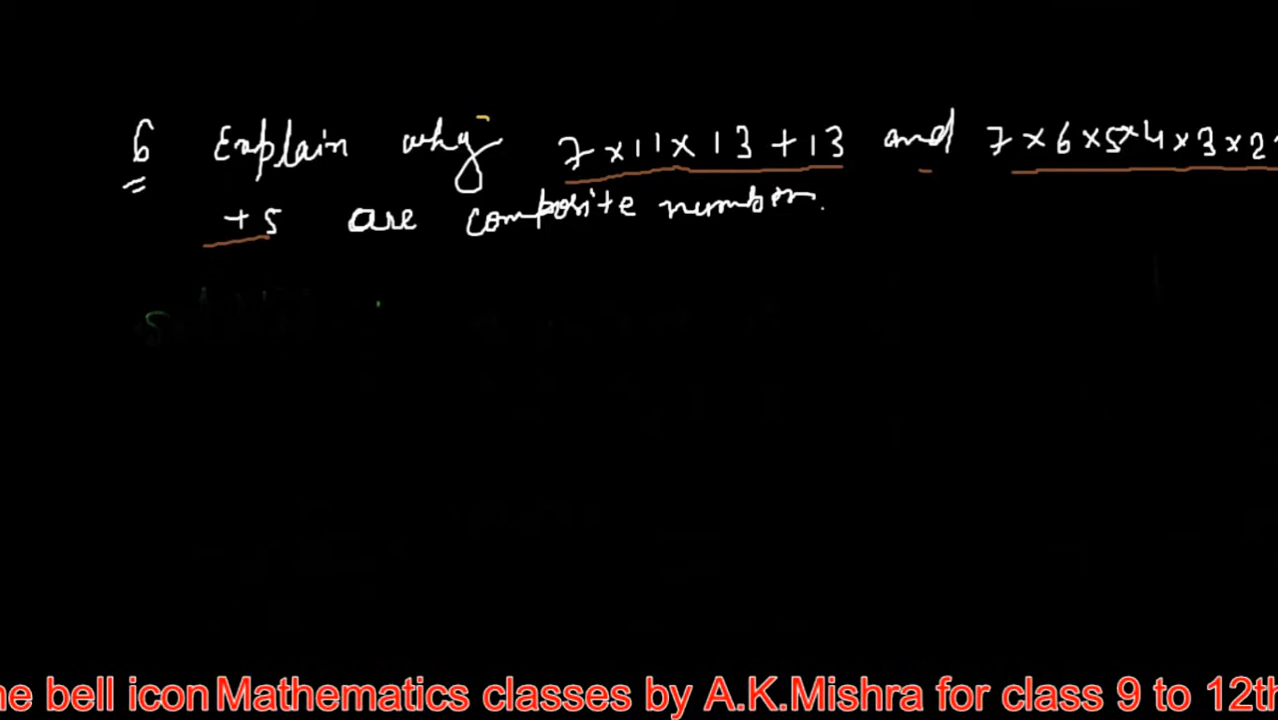 6 Explain why 7 × 11 × 13 + 13 and 7 × 6 × 5 × 4 × 3 × 2
+ 5 are composite number.
S
he bell icon Mathematics classes by A.K.Mishra for class 9 to 12th